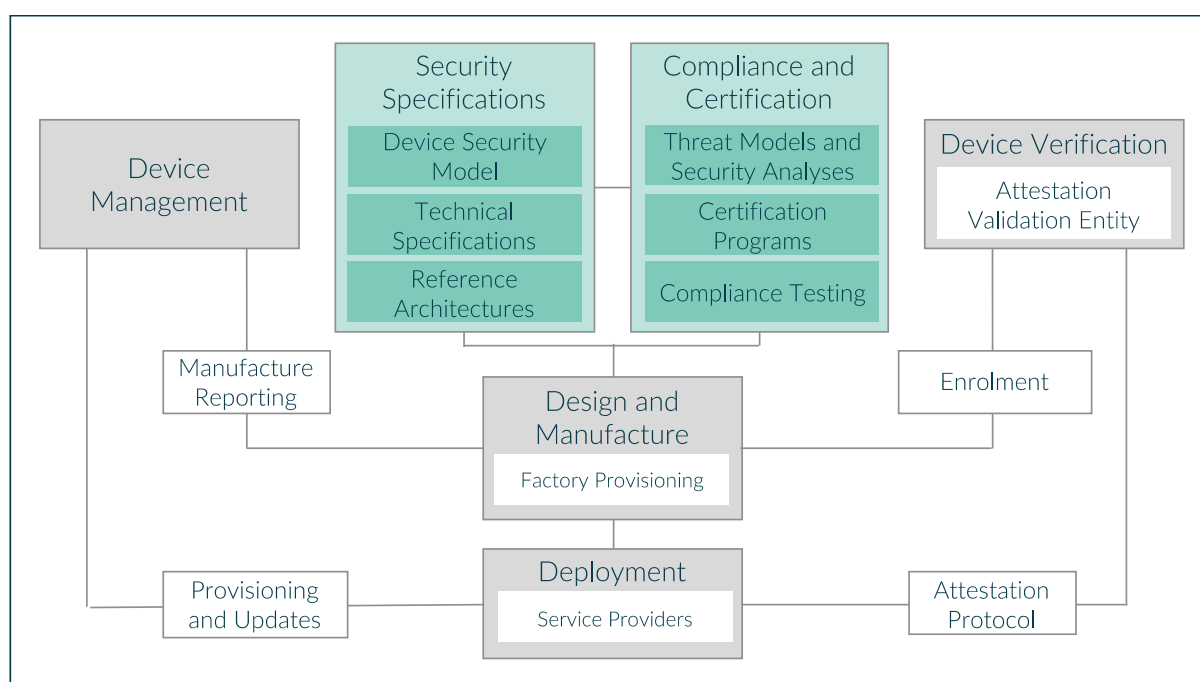 Security
Specifications
Device Security
Model
Technical
Specifications
Reference
Architectures
Compliance and
Certification
Threat Models and
Security Analyses
Certification
Programs
Compliance Testing
Device
Management
Device Verification
Attestation
Validation Entity
Manufacture
Reporting
Design and
Manufacture
Factory Provisioning
Enrolment
Provisioning
and Updates
Deployment
Service Providers
Attestation
Protocol